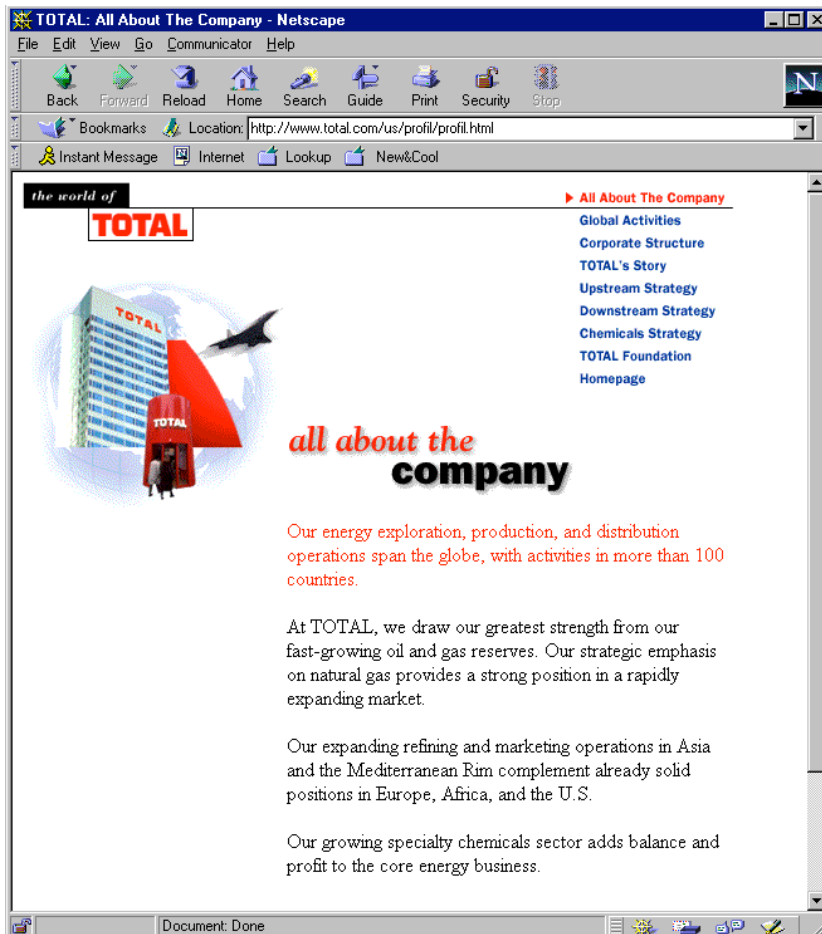 TOTAL: All About The Company - Netscape
File Edit View Go Communicator Help
Back Forward Reload Home Search Guide Print Security Stop
N
Bookmarks Location: http://www.total.com/us/profil/profil.html
Instant Message Internet Lookup New&Cool
the world of
TOTAL
All About The Company
Global Activities
Corporate Structure
TOTAL's Story
Upstream Strategy
Downstream Strategy
Chemicals Strategy
TOTAL Foundation
Homepage
TOTAL
TOTAL
all about the
company
Our energy exploration, production, and distribution
operations span the globe, with activities in more than 100
countries.
At TOTAL, we draw our greatest strength from our
fast-growing oil and gas reserves. Our strategic emphasis
on natural gas provides a strong position in a rapidly
expanding market.
Our expanding refining and marketing operations in Asia
and the Mediterranean Rim complement already solid
positions in Europe, Africa, and the U.S.
Our growing specialty chemicals sector adds balance and
profit to the core energy business.
Document: Done